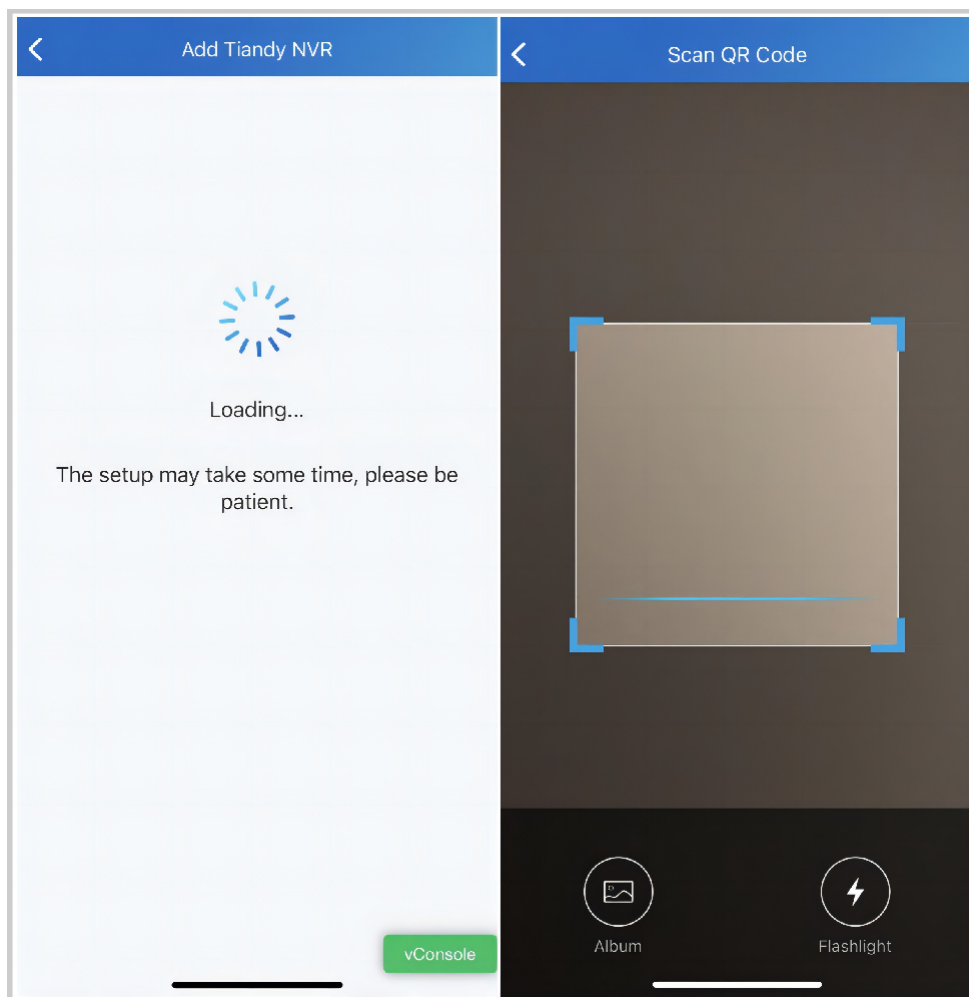 Add Tiandy NVR
Loading...
The setup may take some time, please be
patient.
vConsole
Scan QR Code
Album
Flashlight